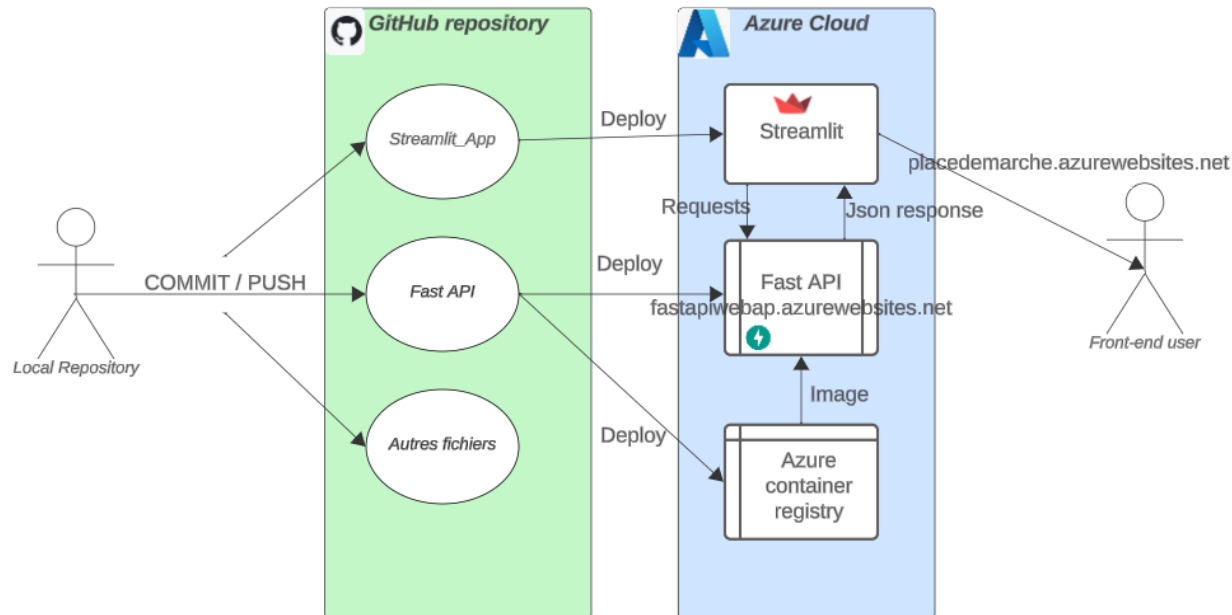 GitHub repository
Azure Cloud
Streamlit_App
Deploy
Streamlit
placedemarche.azurewebsites.net
Requests
Json response
COMMIT / PUSH
Fast API
Deploy
Fast API
fastapiwebap.azurewebsites.net
Local Repository
Front-end user
Image
Autres fichiers
Deploy
Azure
container
registry